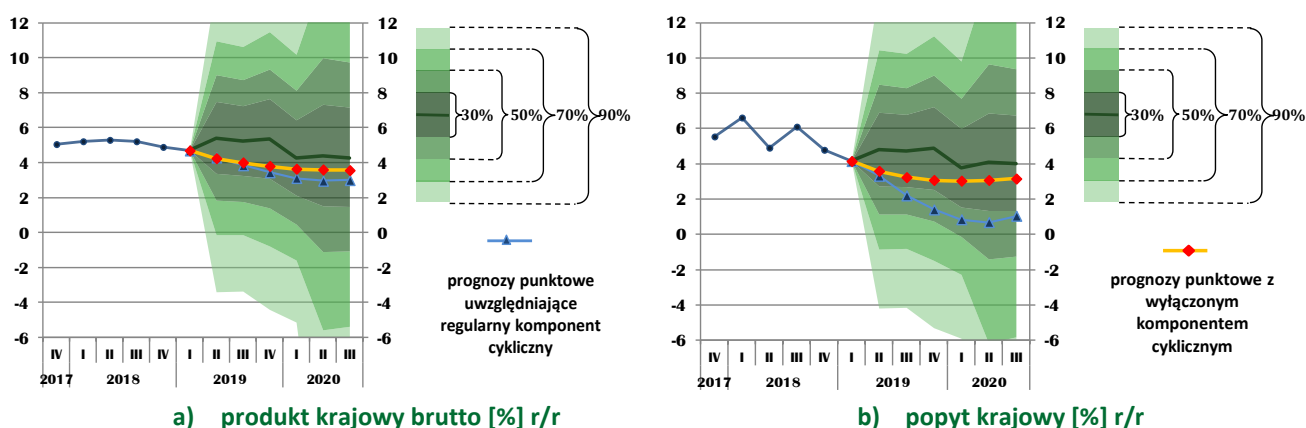 12
10
8
6
4
2
0
-2
-4
-6
12
10
8
6
4
2
0
-2
-4
-6
IV I II III IV I II III IV I II III
2017 2018 2019 2020
30% 50% 70% 90%
prognozy punktowe
uwzględniające
regularny komponent
cykliczny
a) produkt krajowy brutto [%] r/r
12
10
8
6
4
2
0
-2
-4
-6
12
10
8
6
4
2
0
-2
-4
-6
IV I II III IV I II III IV I II III
2017 2018 2019 2020
30% 50% 70% 90%
prognozy punktowe z
wyłączonym
komponentem
cyklicznym
b) popyt krajowy [%] r/r